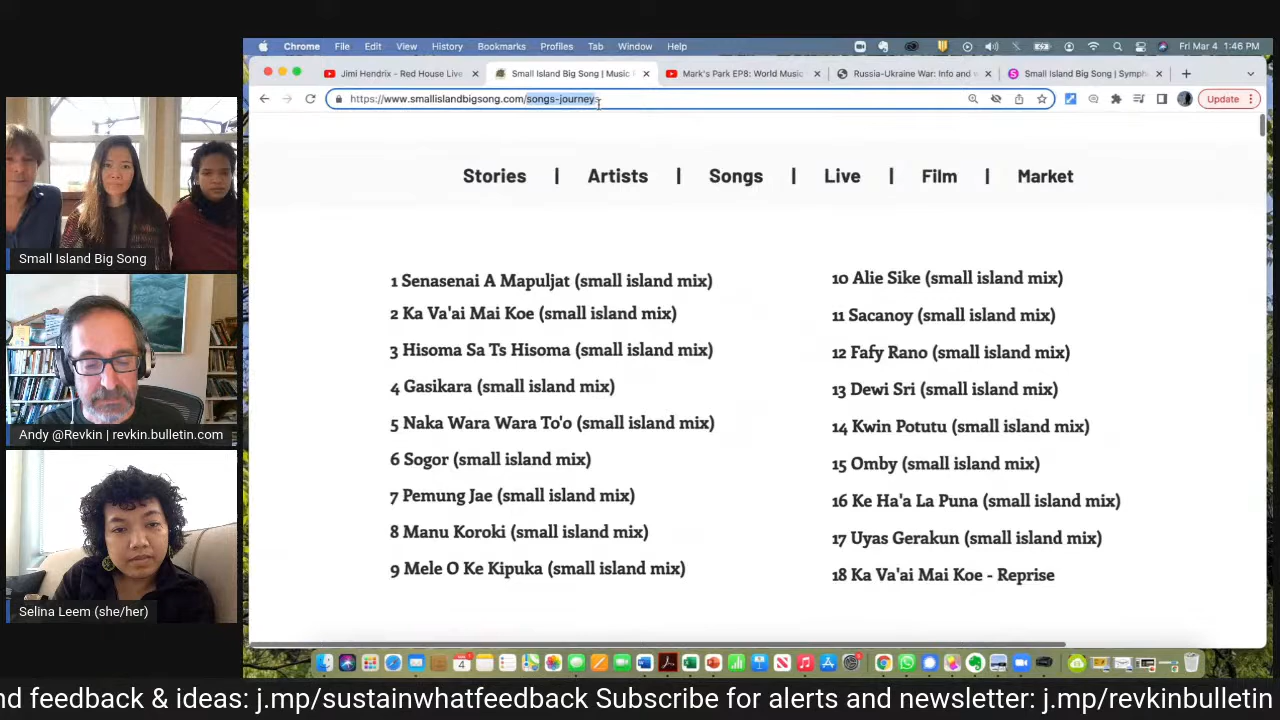 Chrome File Edit View History Bookmarks Profiles Tab Window Help Fri Mar 4 1:46 PM
Jimi Hendrix - Red House Live Small Island Big Song | Music Mark's Park EP8: World Music Russia-Ukraine War: Info and Small Island Big Song | Symph
https://www.smallislandbigsong.com/songs-journey Update
Stories | Artists | Songs | Live | Film | Market
1 Senasenai A Mapuljat (small island mix)
2 Ka Va'ai Mai Koe (small island mix)
3 Hisoma Sa Ts Hisoma (small island mix)
4 Gasikara (small island mix)
5 Naka Wara Wara To'o (small island mix)
6 Sogor (small island mix)
7 Pemung Jae (small island mix)
8 Manu Koroki (small island mix)
9 Mele O Ke Kipuka (small island mix)
10 Alie Sike (small island mix)
11 Sacanoy (small island mix)
12 Fafy Rano (small island mix)
13 Dewi Sri (small island mix)
14 Kwin Potutu (small island mix)
15 Omby (small island mix)
16 Ke Ha'a La Puna (small island mix)
17 Uyas Gerakun (small island mix)
18 Ka Va'ai Mai Koe - Reprise
Small Island Big Song
Andy @Revkin | revkin.bulletin.com
Selina Leem (she/her)
nd feedback & ideas: j.mp/sustainwhatfeedback Subscribe for alerts and newsletter: j.mp/revkinbulletin